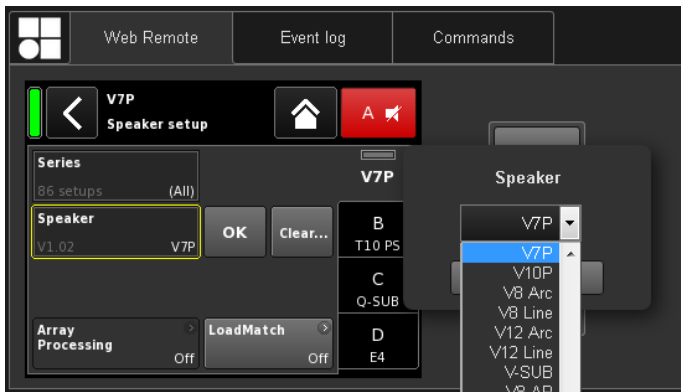 Web Remote
Event log
Commands
V7P
Speaker setup
A
Series
86 setups (All)
V7P
Speaker
V1.02 V7P
OK
Clear...
B
T10 PS
C
Q-SUB
Array
Processing
Off
LoadMatch
Off
D
E4
Speaker
V7P
V7P
V10P
V8 Arc
V8 Line
V12 Arc
V12 Line
V-SUB
V8 AP